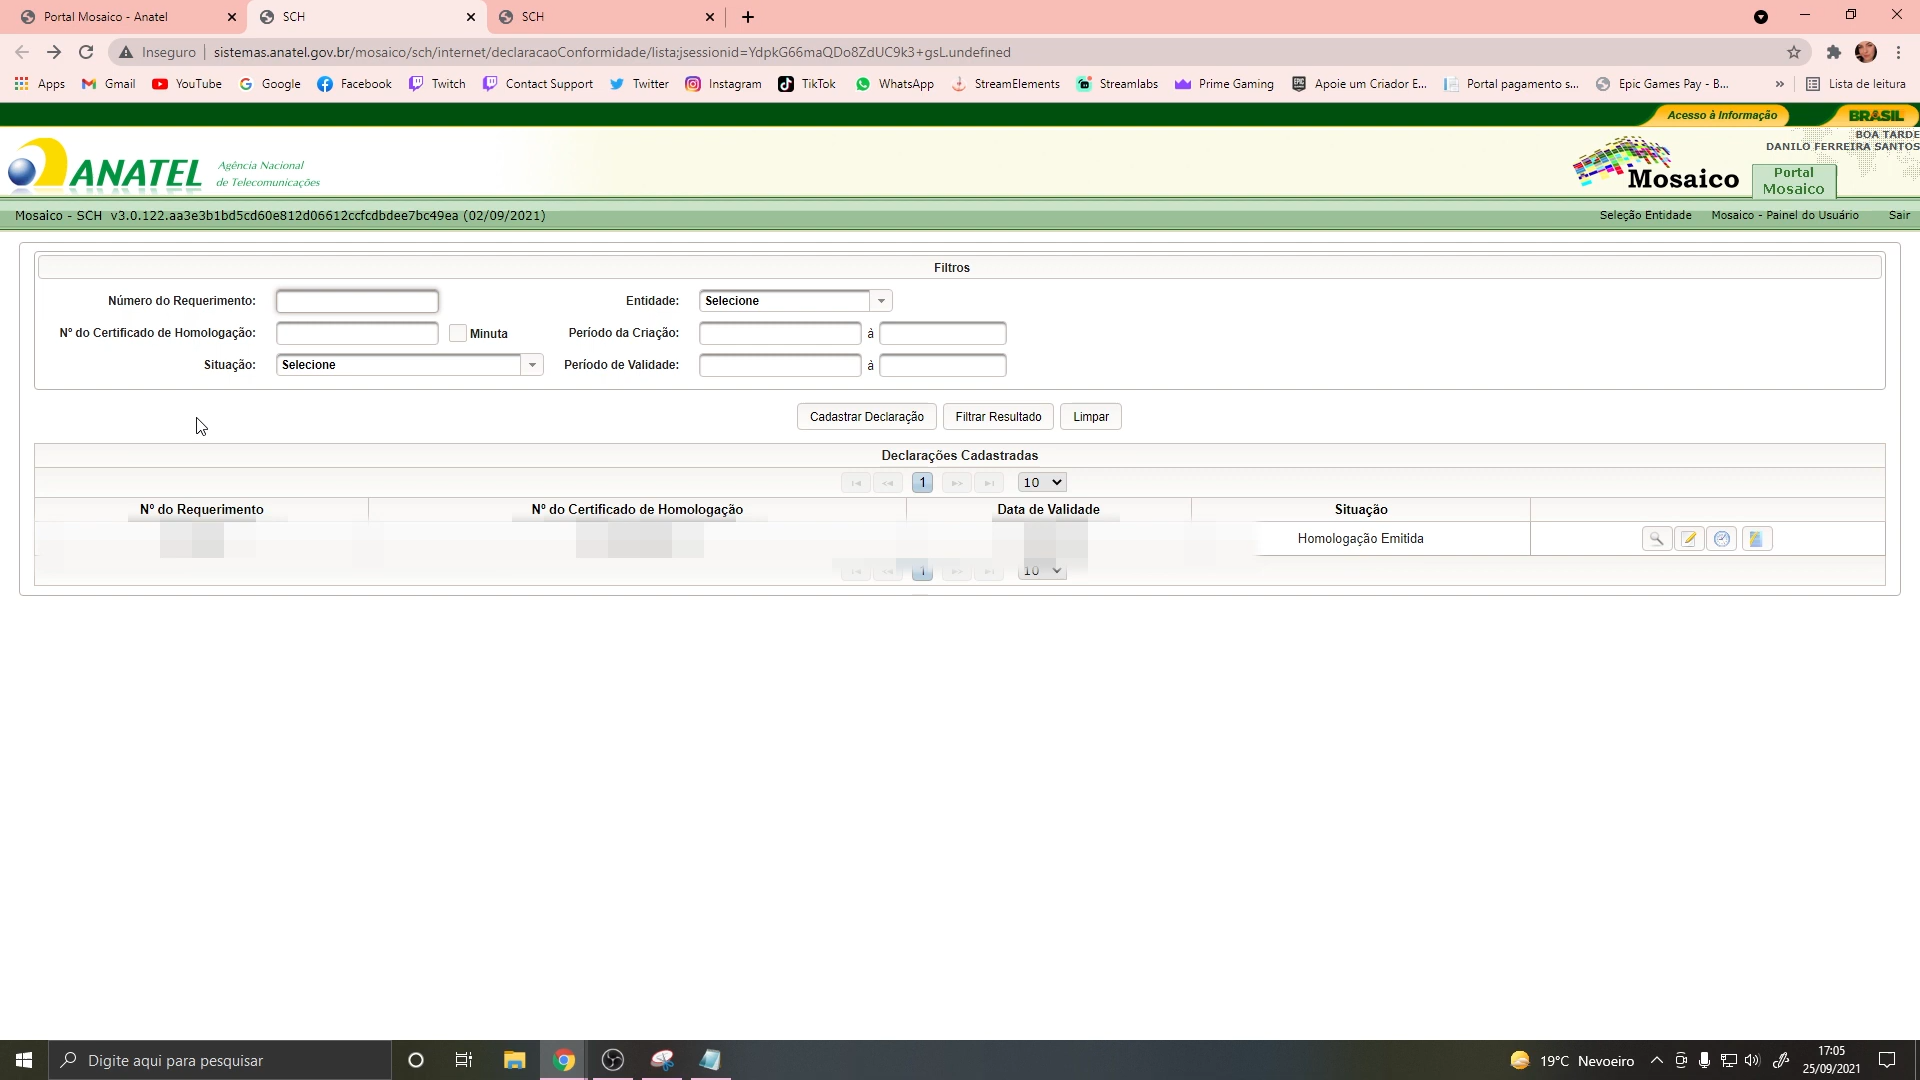 Portal Mosaico - Anatel
SCH
SCH
Inseguro
sistemas.anatel.gov.br/mosaico/sch/internet/declaracaoConformidade/lista;jsessionid=YdpkG66maQDo8ZdUC9k3+gsL.undefined
Apps
Gmail
YouTube
Google
Facebook
Twitch
Contact Support
Twitter
Instagram
TikTok
WhatsApp
StreamElements
Streamlabs
Prime Gaming
Apoie um Criador E...
Portal pagamento s...
Epic Games Pay - B...
»
Lista de leitura
Acesso à Informação
BRASIL
BOA TARDE
DANILO FERREIRA SANTOS
ANATEL
Agência Nacional
de Telecomunicações
Mosaico
Portal
Mosaico
Mosaico - SCH v3.0.122.aa3e3b1bd5cd60e812d06612ccfcdbdee7bc49ea (02/09/2021)
Seleção Entidade
Mosaico - Painel do Usuário
Sair
Filtros
Número do Requerimento:
Entidade: Selecione
Nº do Certificado de Homologação:
Minuta
Período da Criação: à
Situação: Selecione
Período de Validade: à
Cadastrar Declaração
Filtrar Resultado
Limpar
Declarações Cadastradas
1 10
Nº do Requerimento
Nº do Certificado de Homologação
Data de Validade
Situação
Homologação Emitida
1 10
Digite aqui para pesquisar
19°C Nevoeiro
17:05
25/09/2021